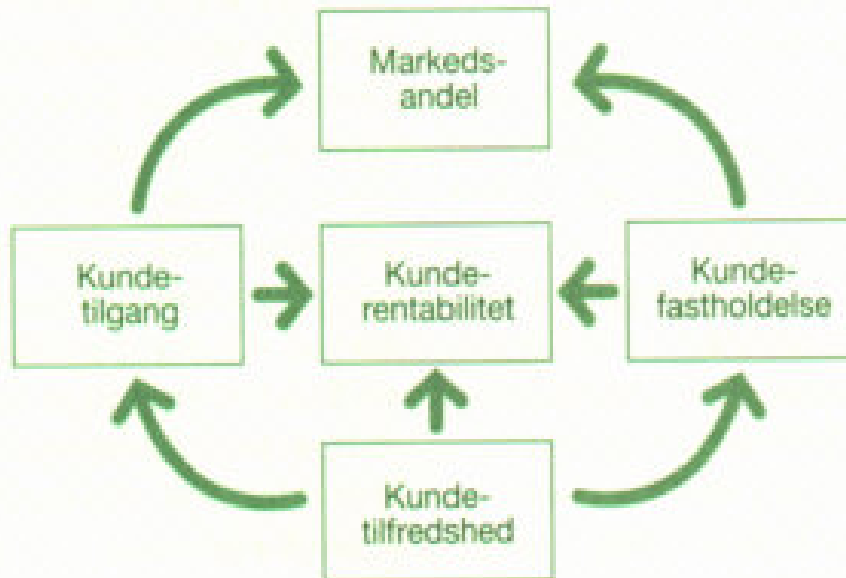 Markeds-
andel
Kunde-
tilgang
Kunde-
rentabilitet
Kunde-
fastholdelse
Kunde-
tilfredshed